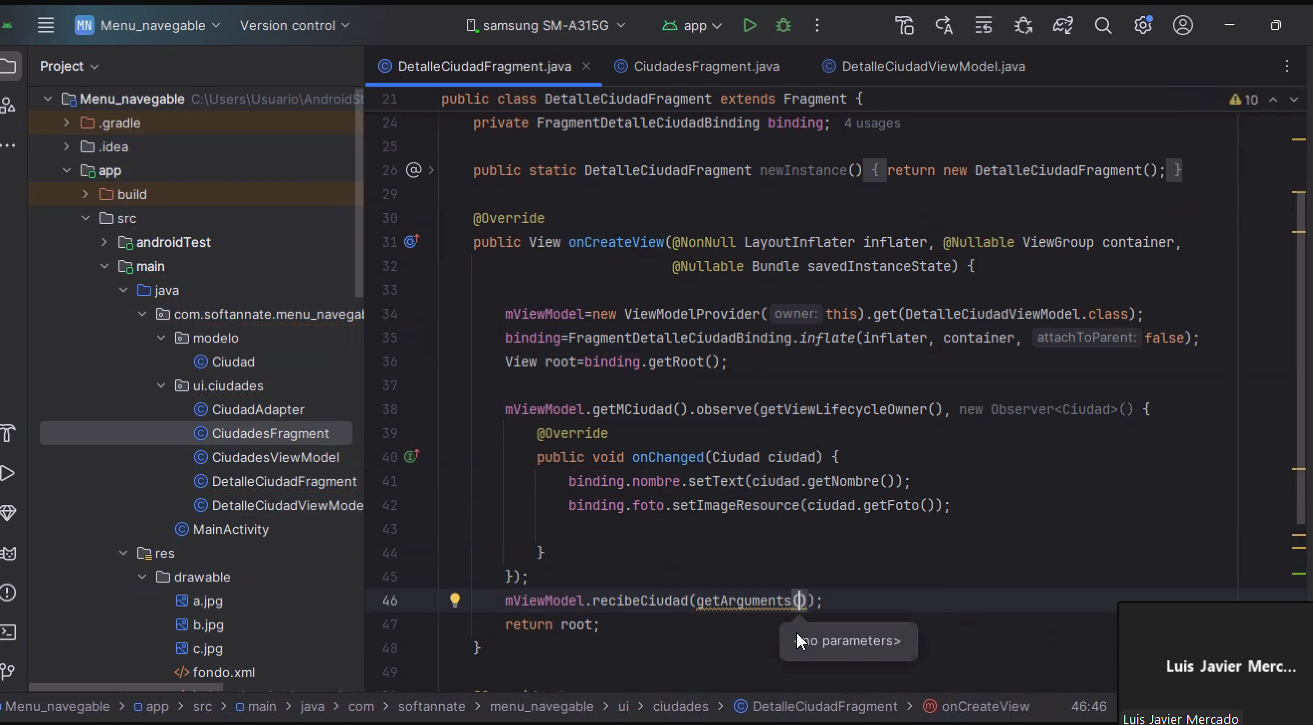 MN Menu_navegable Version control samsung SM-A315G app
Project
DetalleCiudadFragment.java CiudadesFragment.java DetalleCiudadViewModel.java
Menu_navegable C:\Users\Usuario\AndroidSt
.gradle
.idea
app
build
src
androidTest
main
java
com.softannate.menu_navegab
modelo
Ciudad
ui.ciudades
CiudadAdapter
CiudadesFragment
CiudadesViewModel
DetalleCiudadFragment
DetalleCiudadViewMode
MainActivity
res
drawable
a.jpg
b.jpg
c.jpg
fondo.xml
21 public class DetalleCiudadFragment extends Fragment { 10
24 private FragmentDetalleCiudadBinding binding; 4 usages
25
26 public static DetalleCiudadFragment newInstance() { return new DetalleCiudadFragment(); }
29
30 @Override
31 public View onCreateView(@NonNull LayoutInflater inflater, @Nullable ViewGroup container,
32 @Nullable Bundle savedInstanceState) {
33
34 mViewModel=new ViewModelProvider( owner: this).get(DetalleCiudadViewModel.class);
35 binding=FragmentDetalleCiudadBinding.inflate(inflater, container, attachToParent: false);
36 View root=binding.getRoot();
37
38 mViewModel.getMCiudad().observe(getViewLifecycleOwner(), new Observer<Ciudad>() {
39 @Override
40 public void onChanged(Ciudad ciudad) {
41 binding.nombre.setText(ciudad.getNombre());
42 binding.foto.setImageResource(ciudad.getFoto());
43
44 }
45 });
46 mViewModel.recibeCiudad(getArguments());
47 return root;
<no parameters>
48 }
49
Luis Javier Merc...
Luis Javier Mercado
Menu_navegable > app > src > main > java > com > softannate > menu_navegable > ui > ciudades > DetalleCiudadFragment > onCreateView 46:46